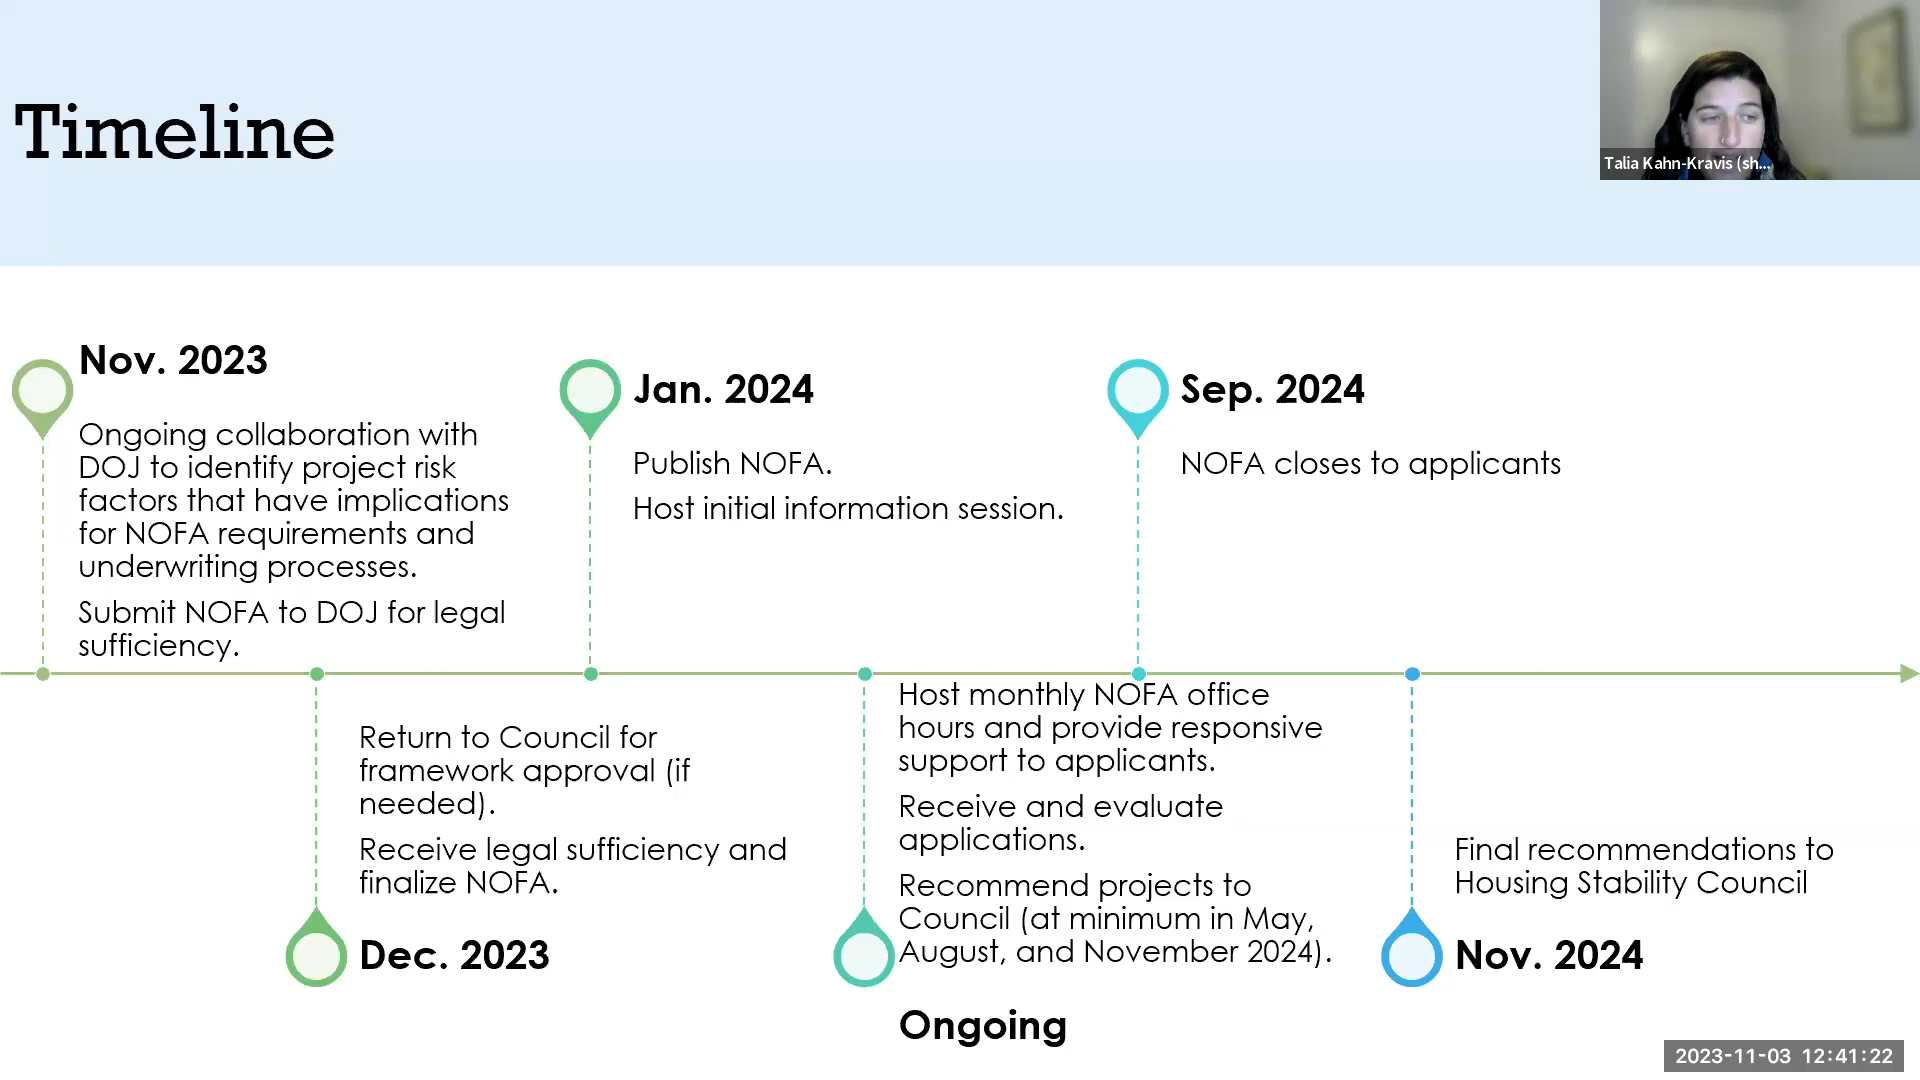 Timeline
Talia Kahn-Kravis (sh...
Nov. 2023
Ongoing collaboration with
DOJ to identify project risk
factors that have implications
for NOFA requirements and
underwriting processes.
Submit NOFA to DOJ for legal
sufficiency.
Return to Council for
framework approval (if
needed).
Receive legal sufficiency and
finalize NOFA.
Dec. 2023
Jan. 2024
Publish NOFA.
Host initial information session.
Host monthly NOFA office
hours and provide responsive
support to applicants.
Receive and evaluate
applications.
Recommend projects to
Council (at minimum in May,
August, and November 2024).
Ongoing
Sep. 2024
NOFA closes to applicants
Final recommendations to
Housing Stability Council
Nov. 2024
2023-11-03 12:41:22